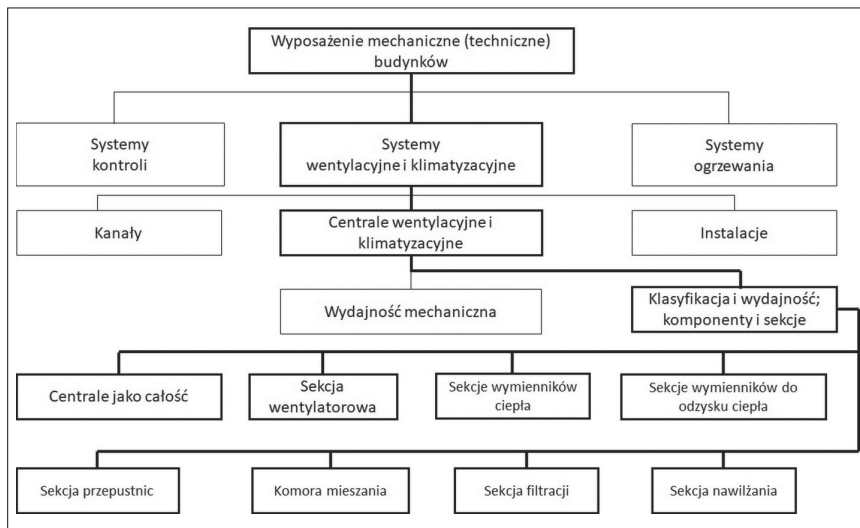 Wyposażenie mechaniczne (techniczne)
budynków
Systemy
kontroli
Systemy
wentylacyjne i klimatyzacyjne
Systemy
ogrzewania
Kanały
Centrale wentylacyjne i
klimatyzacyjne
Instalacje
Wydajność mechaniczna
Klasyfikacja i wydajność;
komponenty i sekcje
Centrale jako całość
Sekcja
wentylatorowa
Sekcje wymienników
ciepła
Sekcje wymienników do
odzysku ciepła
Sekcja przepustnic
Komora mieszania
Sekcja filtracji
Sekcja nawilżania